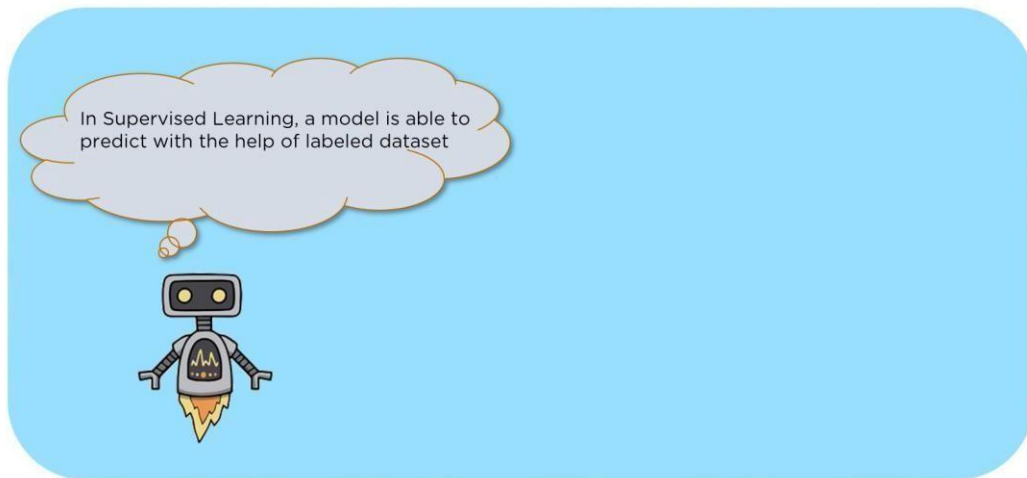 In Supervised Learning, a model is able to
predict with the help of labeled dataset